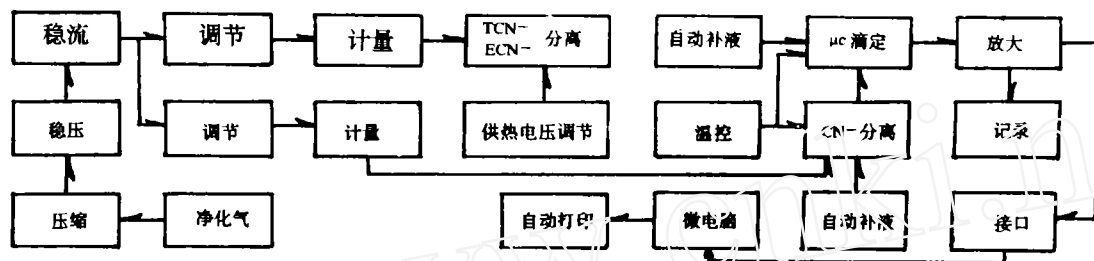 稳流
调节
计量
TCN-
ECN-
分离
自动补液
μc滴定
放大
稳压
调节
计量
供热电压调节
温控
CN-分离
记录
压缩
净化气
自动打印
微电脑
自动补液
接口